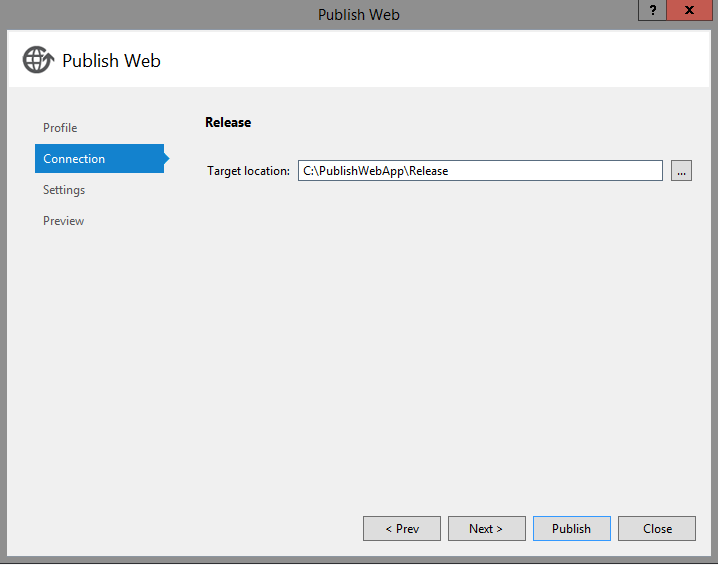 Publish Web
?
x
Publish Web
Profile
Connection
Settings
Preview
Release
Target location: C:\PublishWebApp\Release ...
< Prev Next > Publish Close